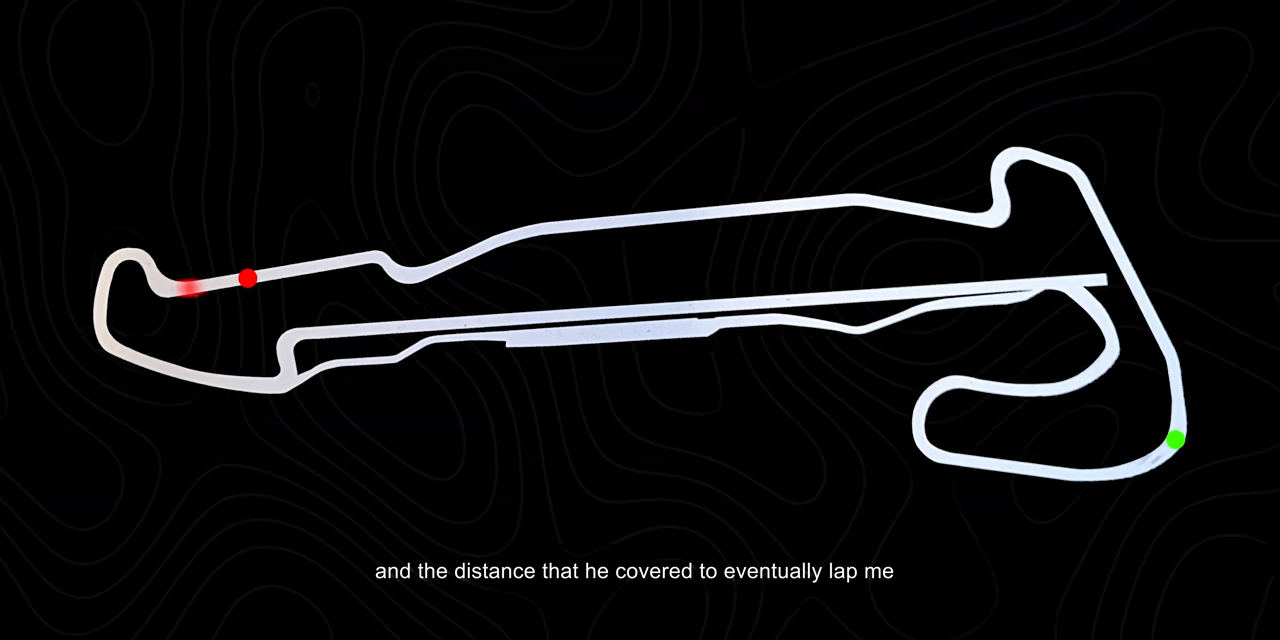 and the distance that he covered to eventually lap me